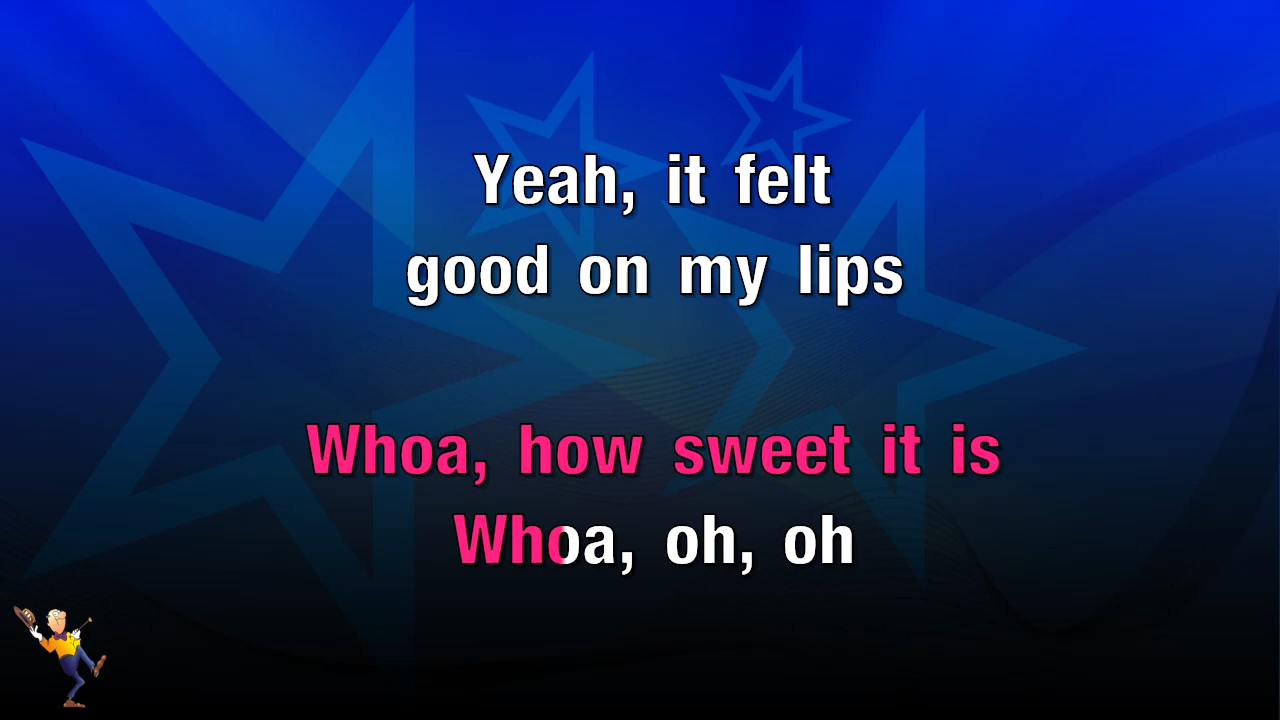 Yeah, it felt
good on my lips
Whoa, how sweet it is
Whoa, oh, oh